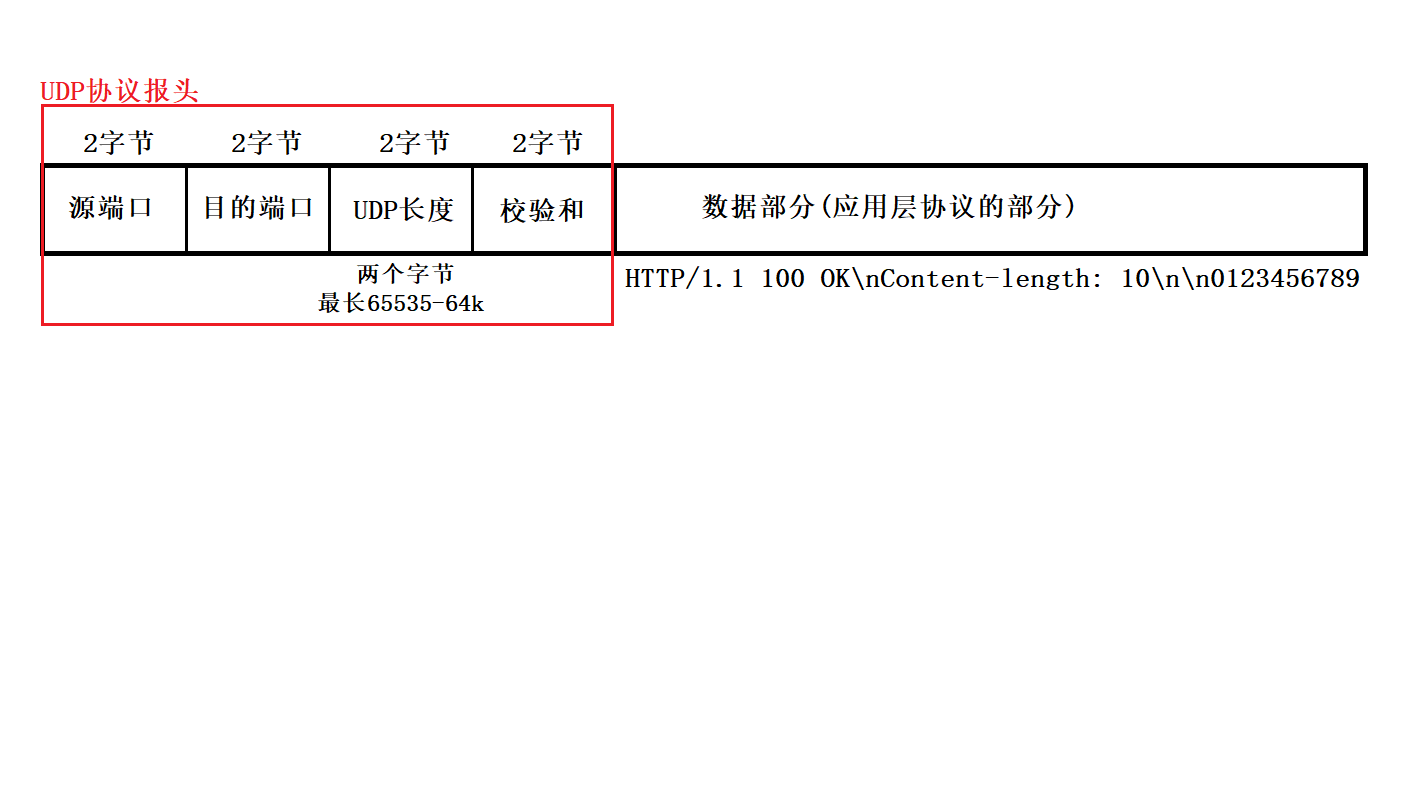 UDP协议报头
2字节 2字节 2字节 2字节
源端口 目的端口 UDP长度 校验和 数据部分(应用层协议的部分)
两个字节
最长65535-64k
HTTP/1.1 100 OK\nContent-length: 10\n\n0123456789